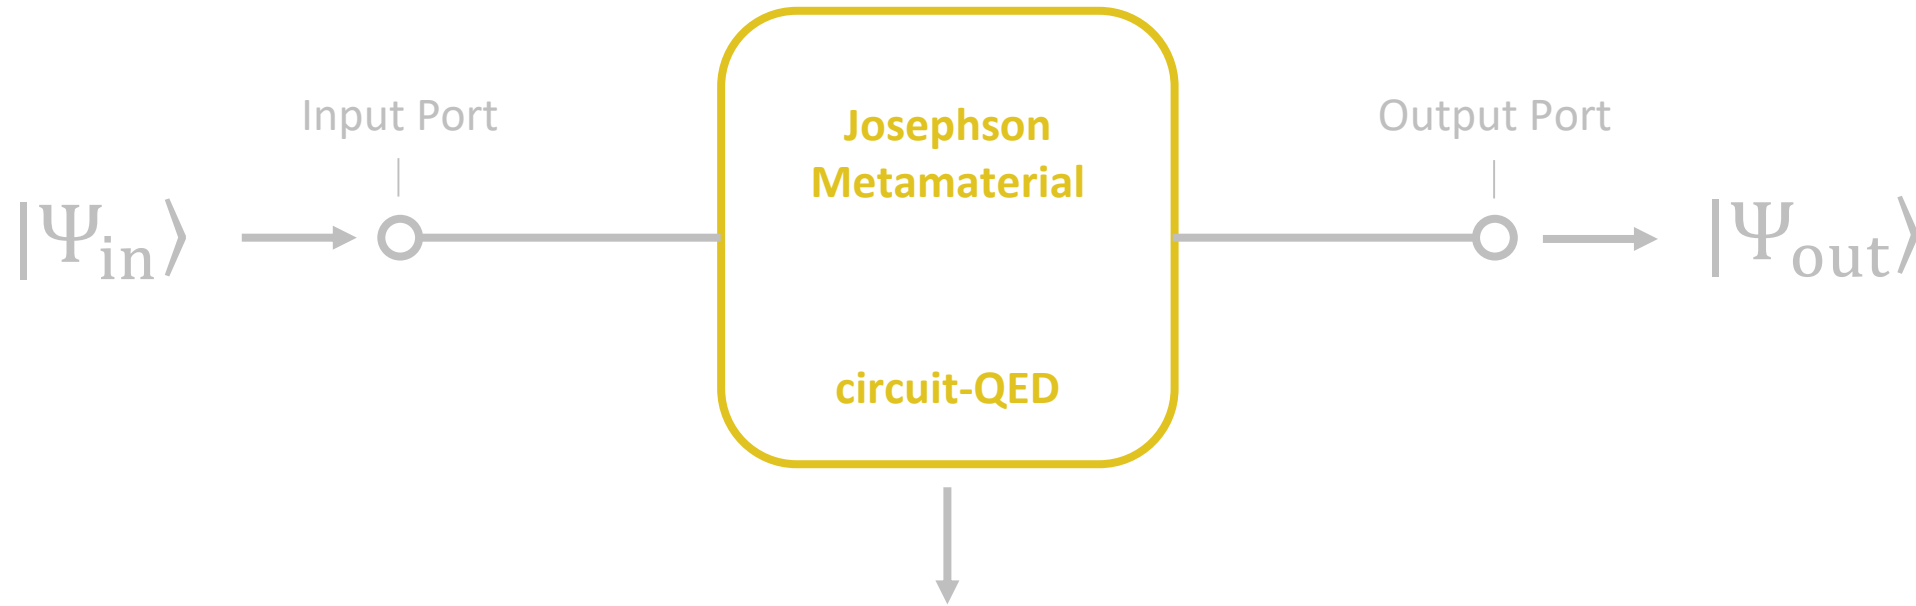 Input Port
Josephson
Metamaterial
Output Port
|Ψin⟩
|Ψout⟩
circuit-QED